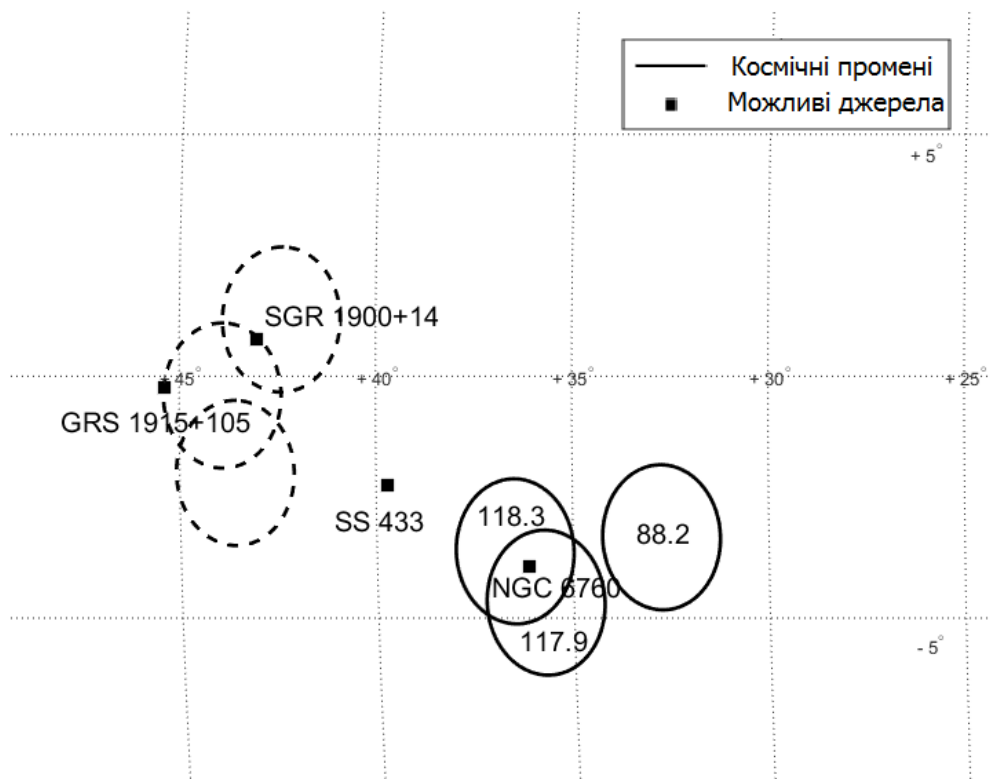 Космічні промені
Можливі джерела
+ 5°
SGR 1900+14
+ 45°
+ 40°
+ 35°
+ 30°
+ 25°
GRS 1915+105
SS 433
118.3
88.2
NGC 6760
117.9
- 5°